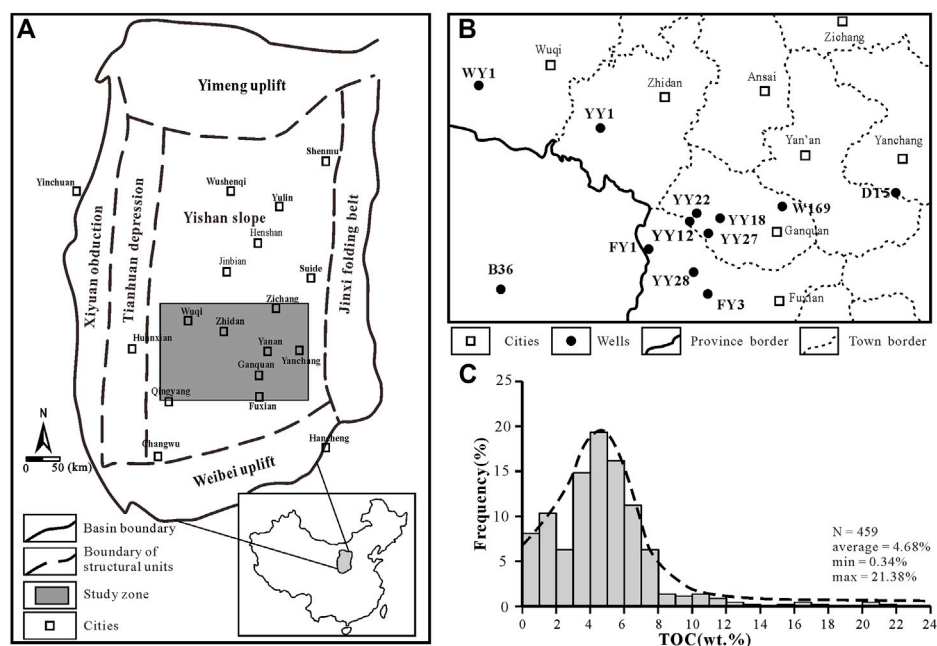 A
Yimeng uplift
Shenmu
Yinchuan
Wushenqi
Yulin
Yishan slope
Henshan
Jinbian
Suide
Xiyuan obduction
Tianhuan depression
Jinxi folding belt
Zichang
Wuqi
Zhidan
Huanxian
Yanan
Yanchang
Ganquan
Qingyang
Fuxian
N
0 50 (km)
Changwu
Hancheng
Weibei uplift
Basin boundary
Boundary of
structural units
Study zone
Cities
B
Zichang
Wuqi
WY1
Zhidan
Ansai
YY1
Yan'an
Yanchang
DT5
YY22
W169
YY18
YY12
YY27
Ganquan
FY1
B36
YY28
FY3
Fuxian
Cities
Wells
Province border
Town border
C
Frequency(%)
25
20
15
10
5
0
N = 459
average = 4.68%
min = 0.34%
max = 21.38%
0 2 4 6 8 10 12 14 16 18 20 22 24
TOC(wt.%)